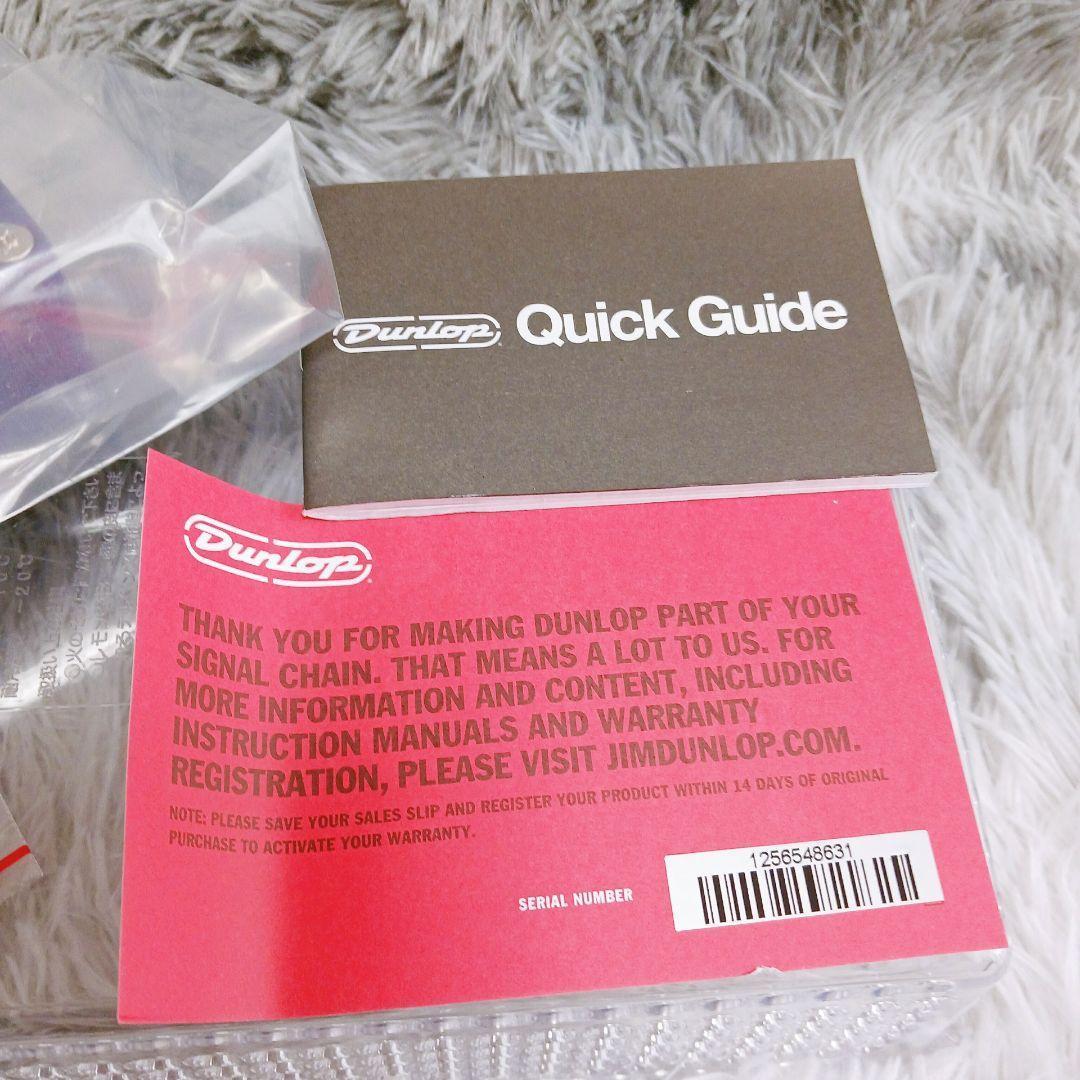 Dunlop Quick Guide
Dunlop
THANK YOU FOR MAKING DUNLOP PART OF YOUR
SIGNAL CHAIN. THAT MEANS A LOT TO US. FOR
MORE INFORMATION AND CONTENT, INCLUDING
INSTRUCTION MANUALS AND WARRANTY
REGISTRATION, PLEASE VISIT JIMDUNLOP.COM.
NOTE: PLEASE SAVE YOUR SALES SLIP AND REGISTER YOUR PRODUCT WITHIN 14 DAYS OF ORIGINAL
PURCHASE TO ACTIVATE YOUR WARRANTY.
SERIAL NUMBER
1256548631
-20℃